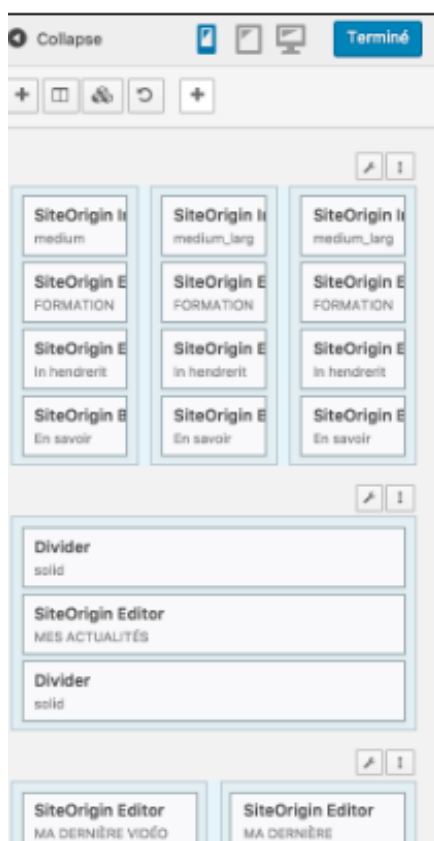 Collapse
Terminé
SiteOrigin
medium
SiteOrigin E
FORMATION
SiteOrigin E
In hendrerit
SiteOrigin B
En savoir
SiteOrigin
medium_larg
SiteOrigin E
FORMATION
SiteOrigin E
In hendrerit
SiteOrigin B
En savoir
SiteOrigin
medium_larg
SiteOrigin E
FORMATION
SiteOrigin E
In hendrerit
SiteOrigin B
En savoir
Divider
solid
SiteOrigin Editor
MES ACTUALITÉS
Divider
solid
SiteOrigin Editor
MA DERNIÈRE VIDÉO
SiteOrigin Editor
MA DERNIÈRE